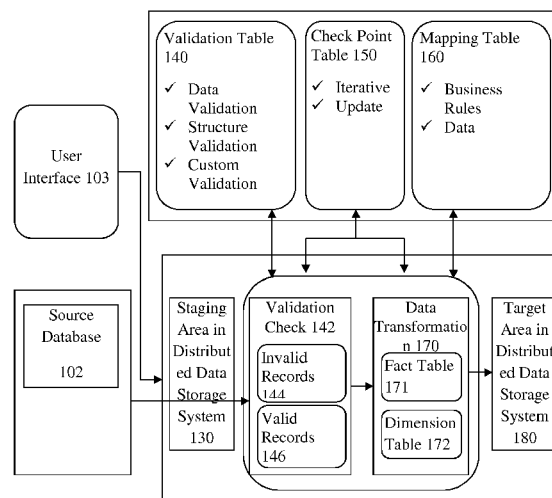 Validation Table
140
✓ Data
Validation
✓ Structure
Validation
✓ Custom
Validation
Check Point
Table 150
✓ Iterative
✓ Update
Mapping Table
160
✓ Business
Rules
✓ Data
User
Interface 103
Source
Database
102
Staging
Area in
Distribut
ed Data
Storage
System
130
Validation
Check 142
Invalid
Records
144
Valid
Records
146
Data
Transformatio
n 170
Fact Table
171
Dimension
Table 172
Target
Area in
Distribut
ed Data
Storage
System
180